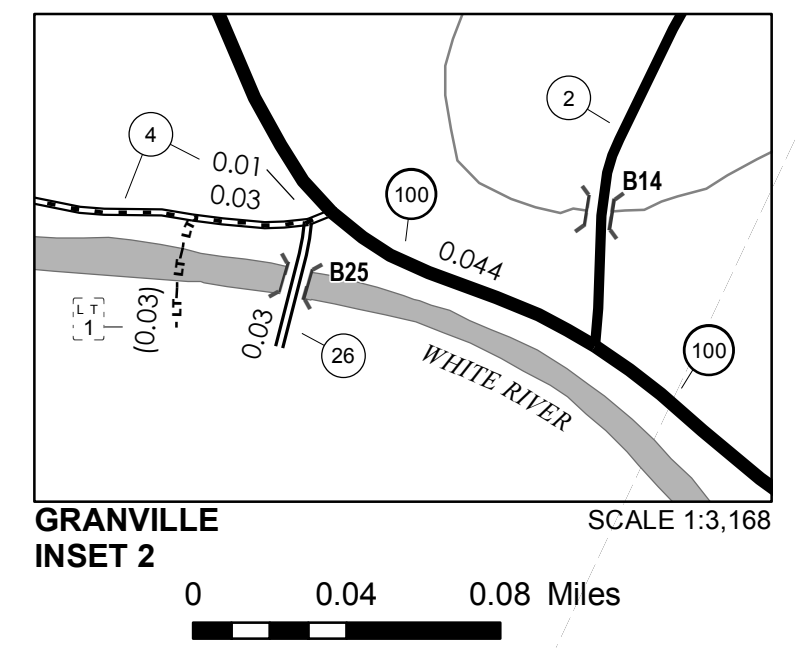 2
4
0.01
0.03
100
B14
0.044
B25
LT
LT
LT
L T
1
(0.03)
0.03
26
100
WHITE RIVER
GRANVILLE
INSET 2
SCALE 1:3,168
0 0.04 0.08 Miles